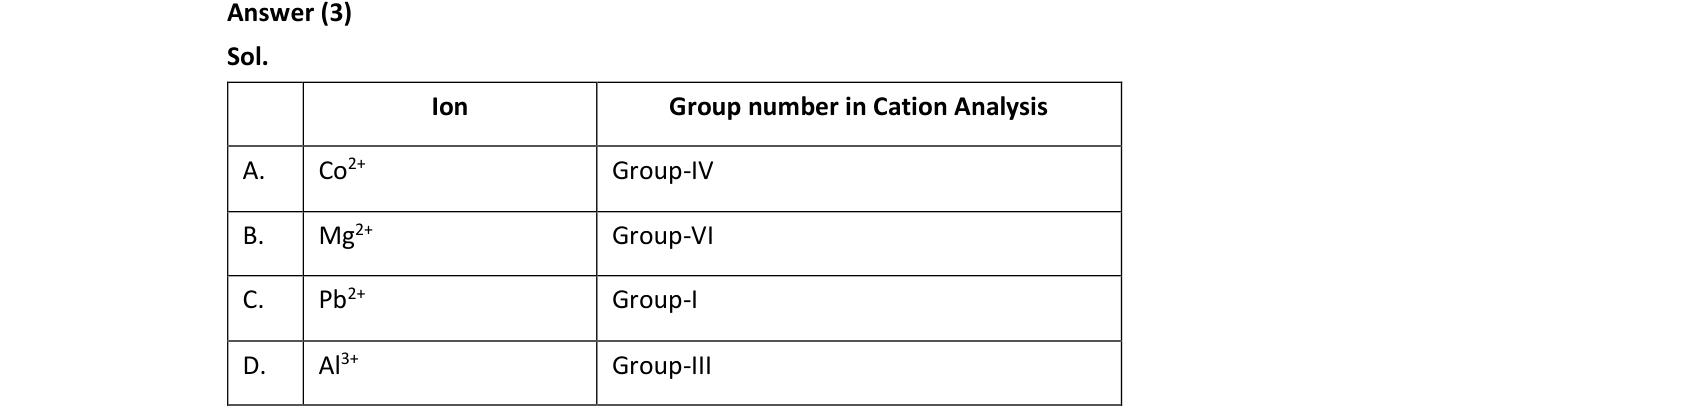 Answer (3)
Sol.
Ion Group number in Cation Analysis
A. Co²⁺ Group-IV
B. Mg²⁺ Group-VI
C. Pb²⁺ Group-I
D. Al³⁺ Group-III